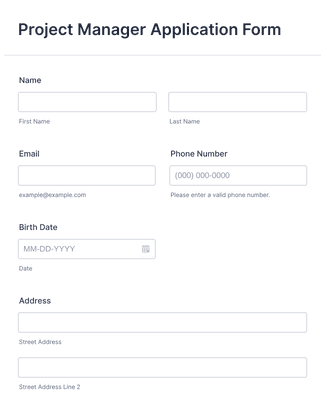 Project Manager Application Form
Name
First Name Last Name
Email Phone Number
(000) 000-0000
example@example.com Please enter a valid phone number.
Birth Date
MM-DD-YYYY
Date
Address
Street Address
Street Address Line 2